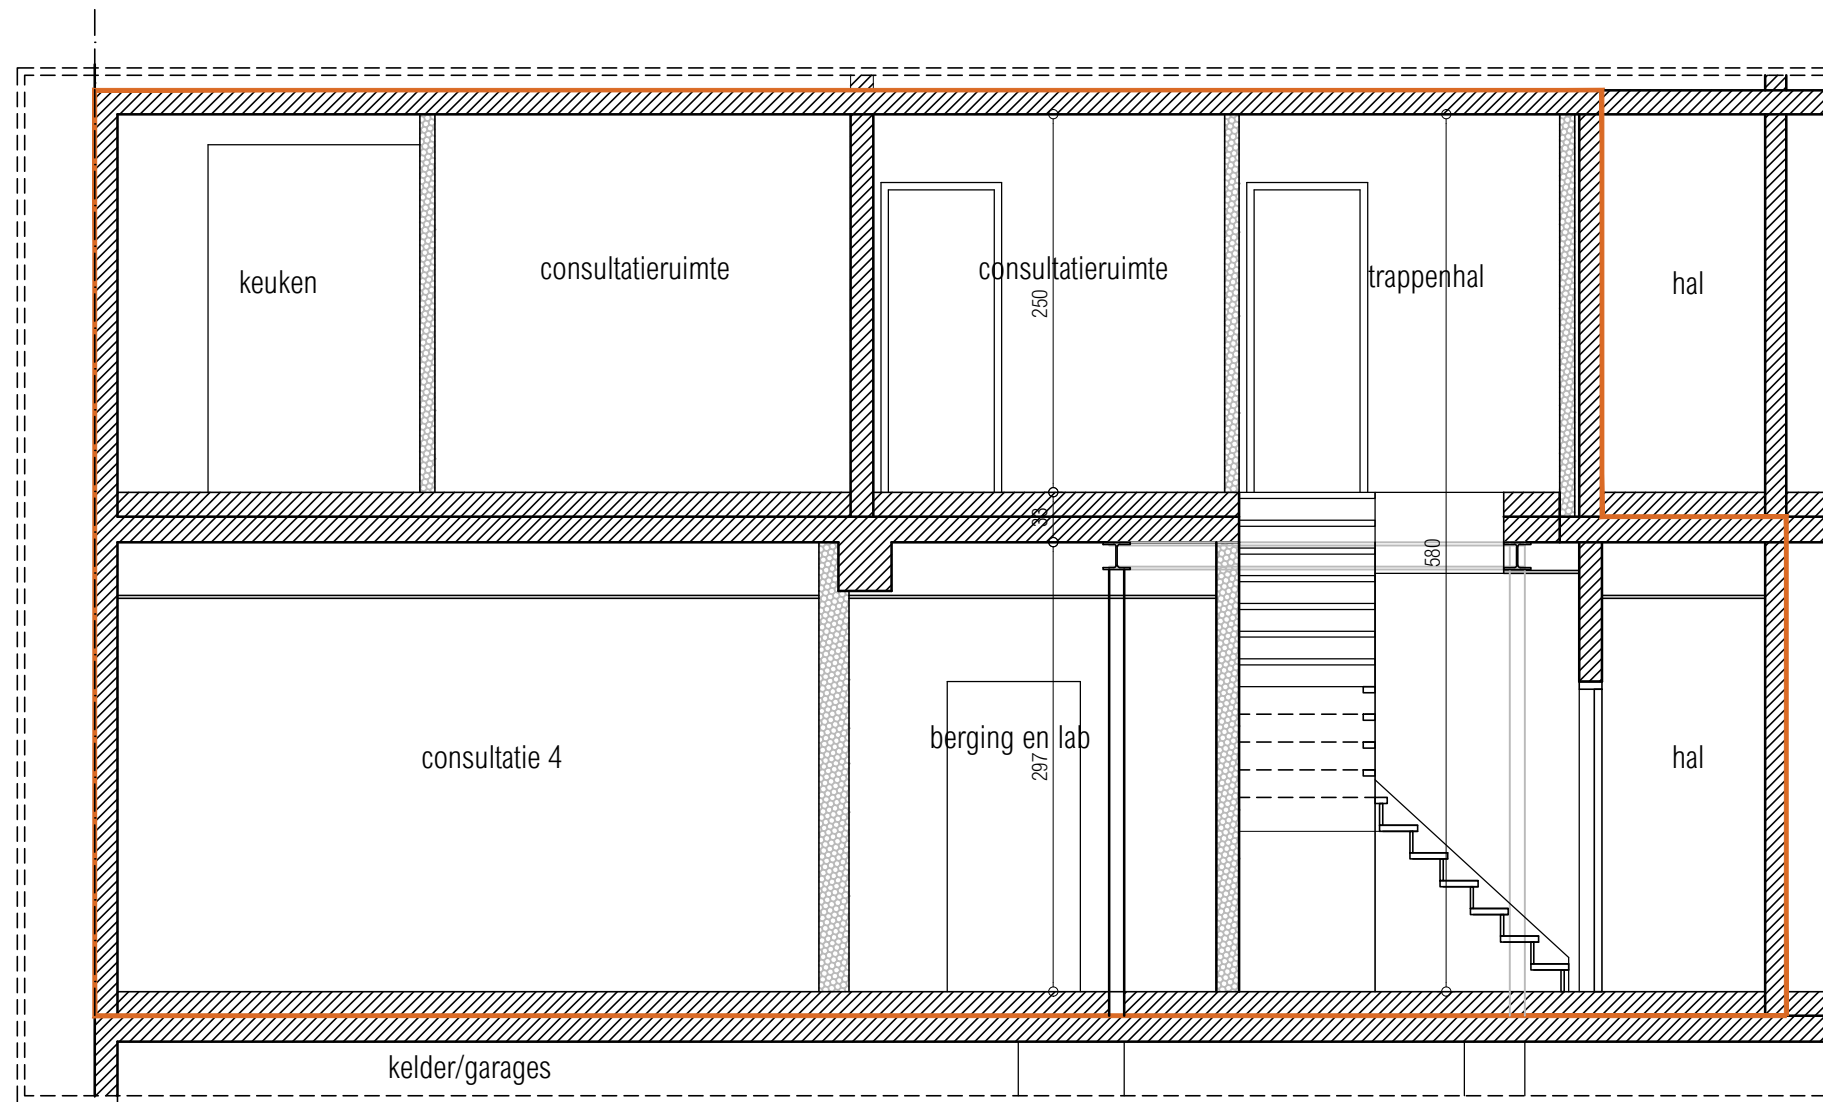 keuken
consultatieruimte
consultatieruimte
trappenhal
hal
250
33
580
consultatie 4
berging en lab
297
hal
kelder/garages